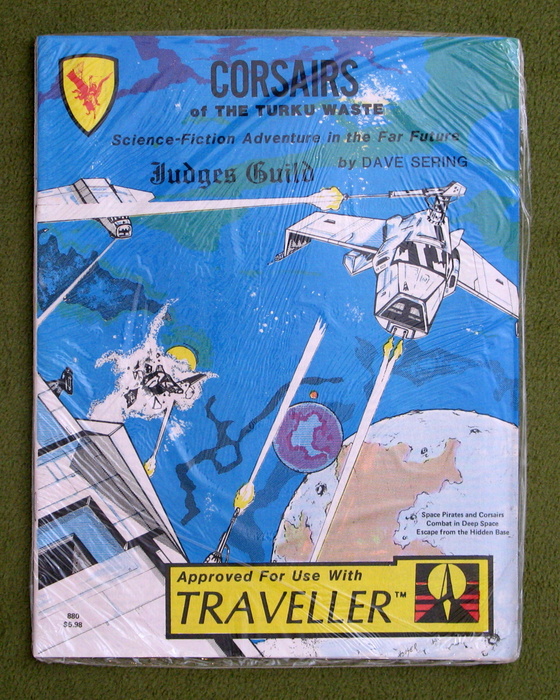 CORSAIRS
of THE TURKU WASTE
Science-Fiction Adventure in the Far Future
by DAVE SERING
Judges Guild
Space Pirates and Corsairs
Combat in Deep Space
Escape from the Hidden Base
Approved For Use With
TRAVELLER™
880
$5.98